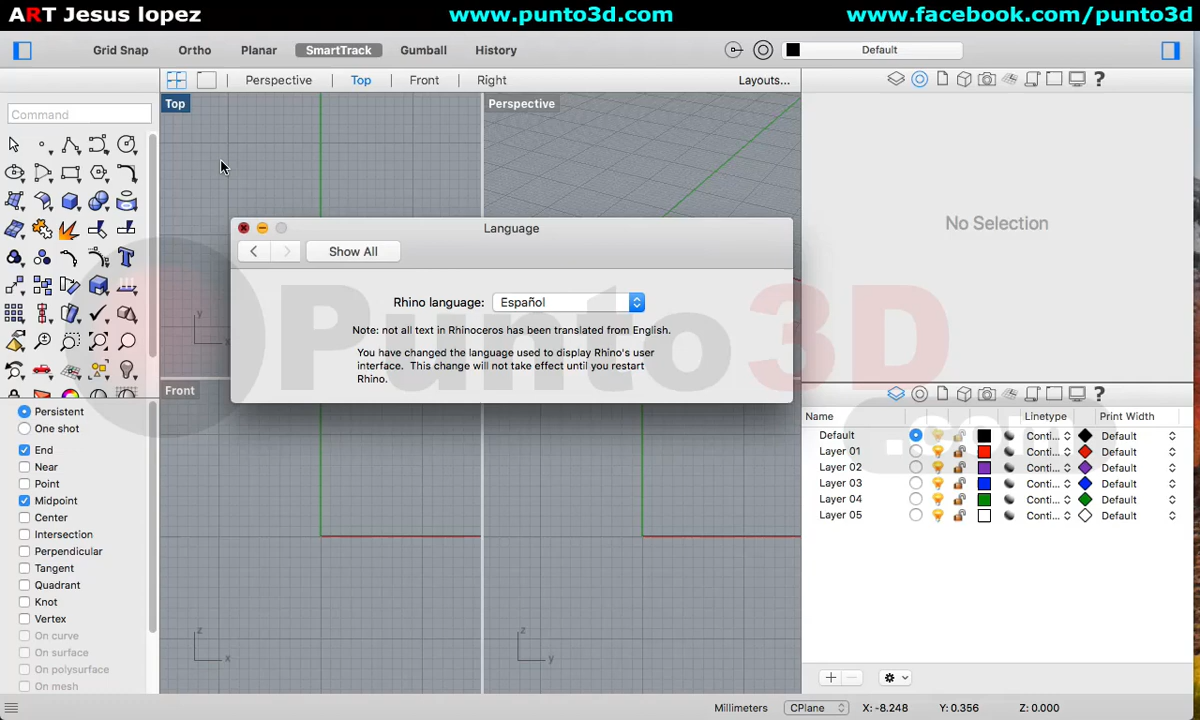 ART Jesus lopez
www.punto3d.com
www.facebook.com/punto3d
Grid Snap
Ortho
Planar
SmartTrack
Gumball
History
Default
Perspective
Top
Front
Right
Layouts...
Command
Top
Perspective
No Selection
Language
Show All
Rhino language: Español
Note: not all text in Rhinoceros has been translated from English.
You have changed the language used to display Rhino's user
interface. This change will not take effect until you restart
Rhino.
Punto3D
.com
y
x
Front
Persistent
One shot
End
Near
Point
Midpoint
Center
Intersection
Perpendicular
Tangent
Quadrant
Knot
Vertex
On curve
On surface
On polysurface
On mesh
z
x
z
y
Name Linetype Print Width
Default Conti... Default
Layer 01 Conti... Default
Layer 02 Conti... Default
Layer 03 Conti... Default
Layer 04 Conti... Default
Layer 05 Conti... Default
Millimeters CPlane X: -8.248 Y: 0.356 Z: 0.000